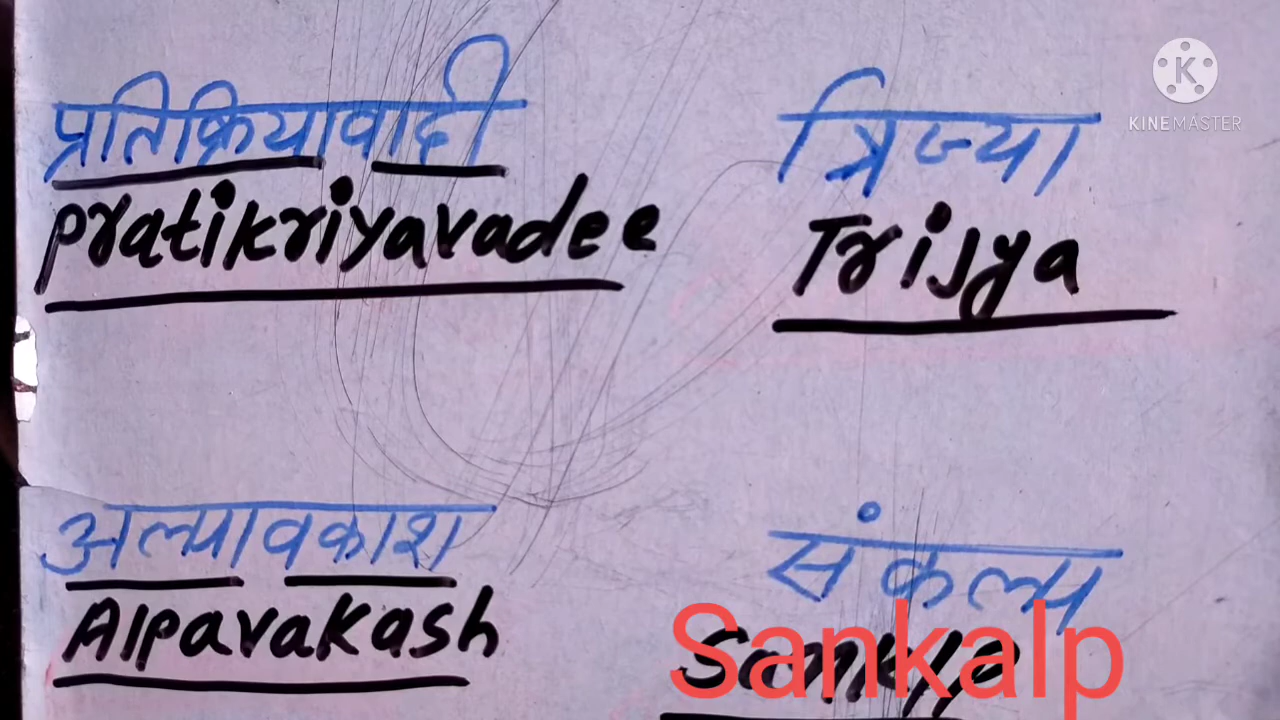 प्रतिक्रियावादी
pratikriyavadee
त्रिज्या
Trijya
KINEMASTER
अल्पावकाश
Alpavakash
संकल्प
Sankalp